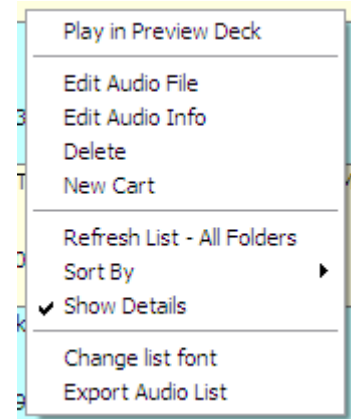 Play in Preview Deck
Edit Audio File
Edit Audio Info
Delete
New Cart
Refresh List - All Folders
Sort By
Show Details
Change list font
Export Audio List